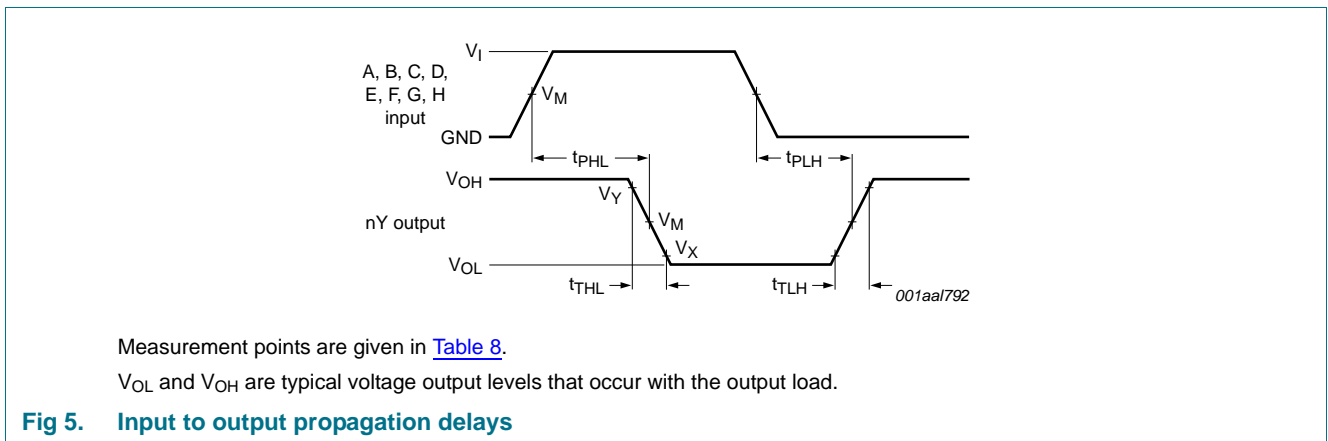 V_I
A, B, C, D,
E, F, G, H
input
V_M
GND
t_PHL
t_PLH
V_OH
V_Y
nY output
V_M
V_X
V_OL
t_THL
t_TLH
001aal792
Measurement points are given in Table 8.
V_OL and V_OH are typical voltage output levels that occur with the output load.
Fig 5. Input to output propagation delays